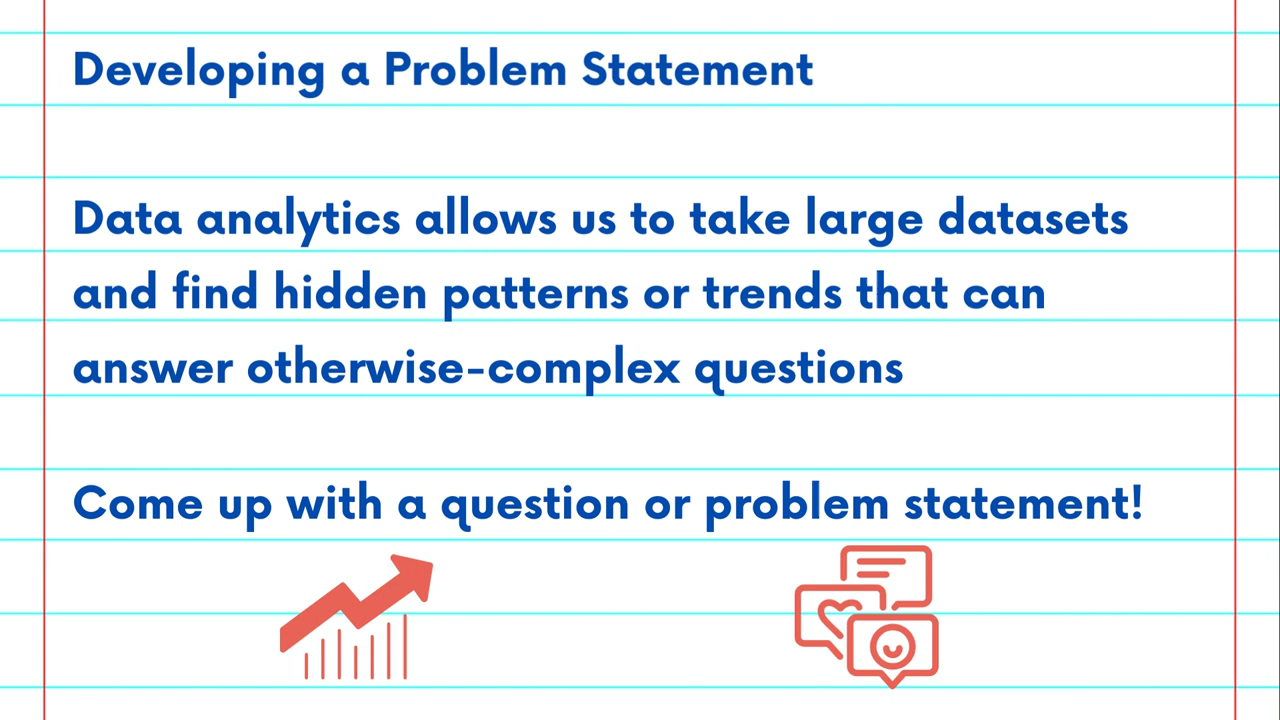 Developing a Problem Statement
Data analytics allows us to take large datasets
and find hidden patterns or trends that can
answer otherwise-complex questions
Come up with a question or problem statement!